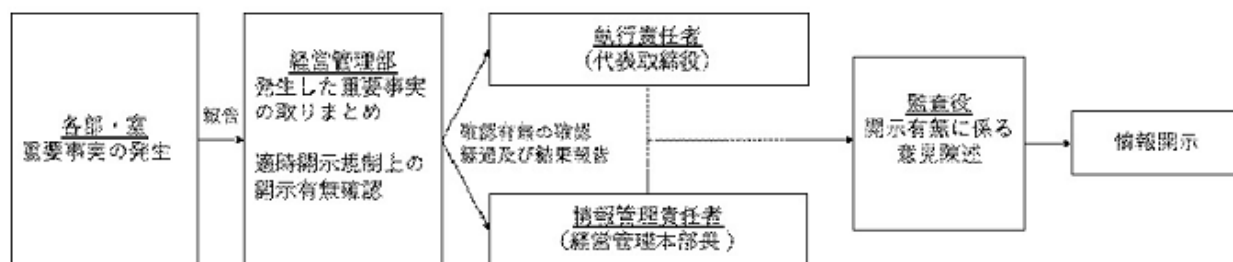 各部・室
重要事実の発生
報告
経営管理部
発生した重要事実
の取りまとめ
適時開示規制上の
開示有無確認
確認有無の確認
経過及び結果報告
執行責任者
(代表取締役)
情報管理責任者
(経営管理本部長)
監査役
開示有無に係る
意見陳述
情報開示